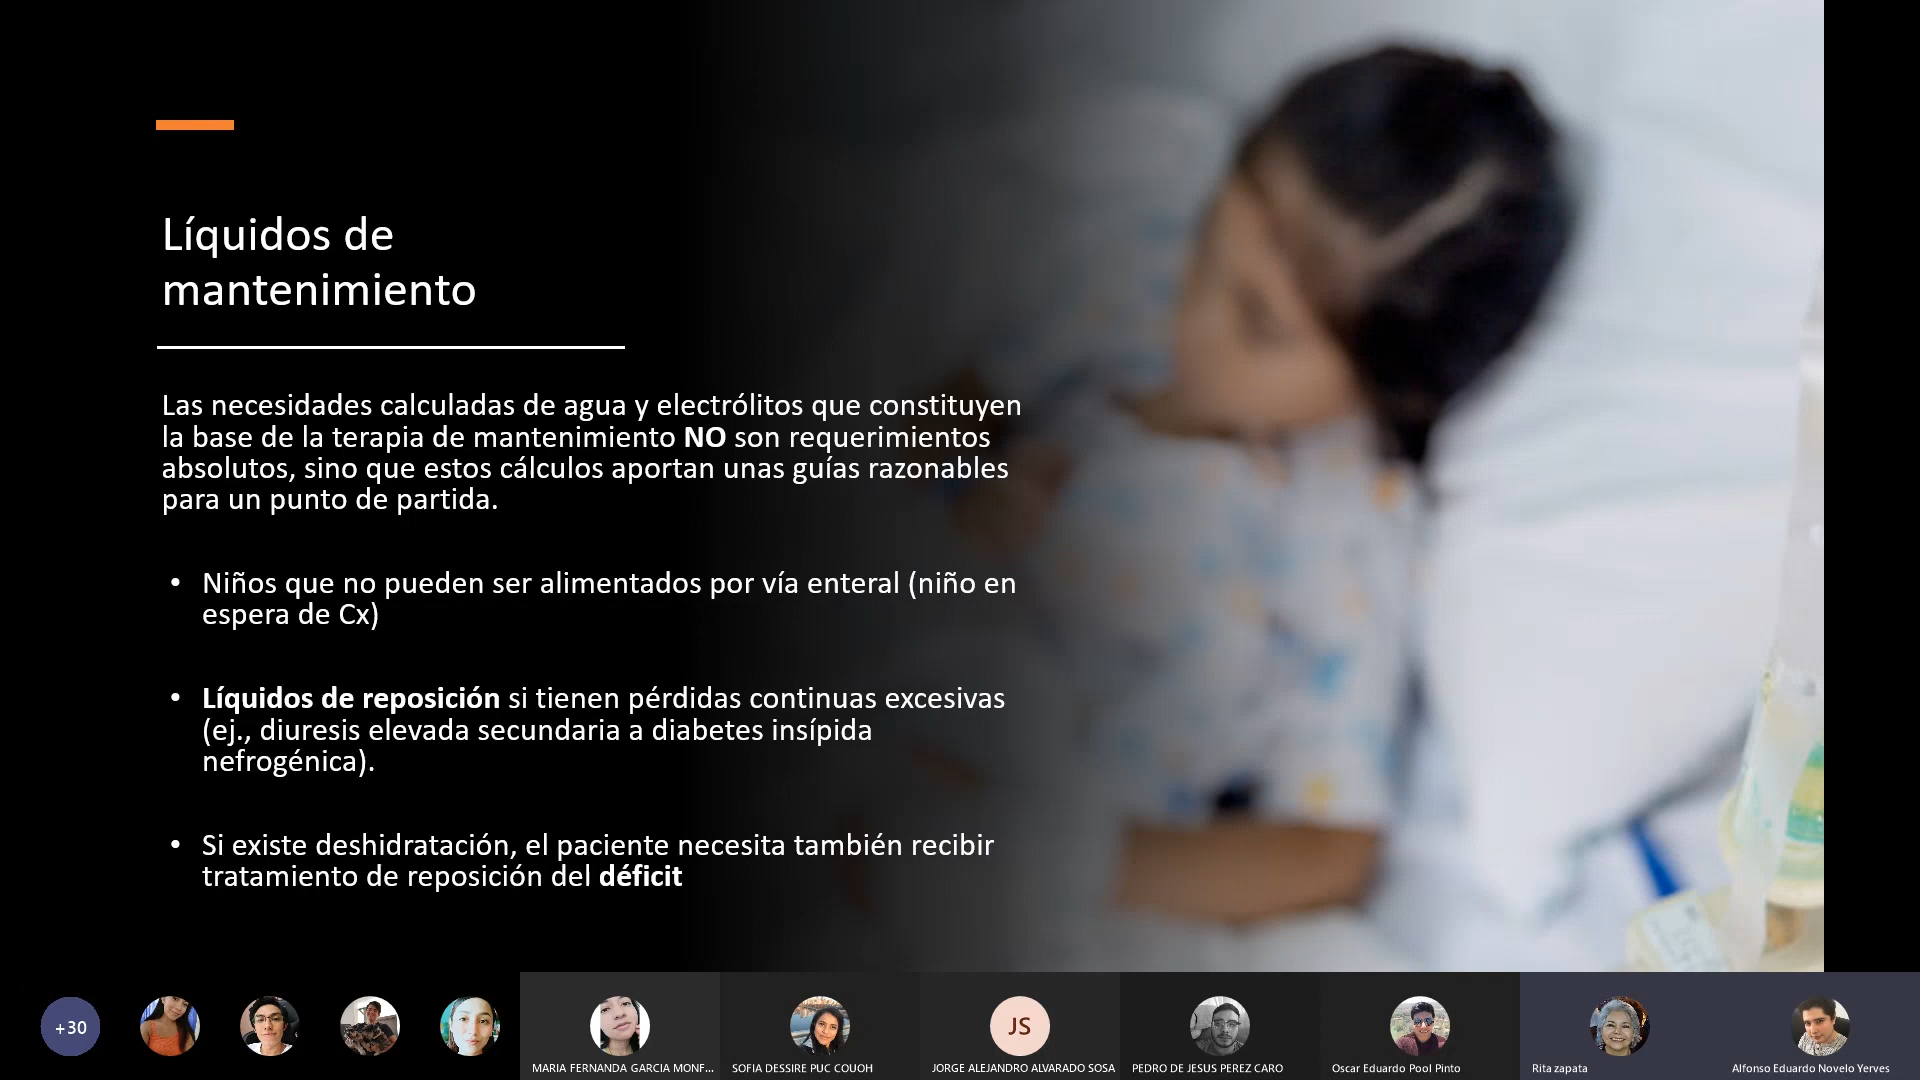 Líquidos de
mantenimiento
Las necesidades calculadas de agua y electrólitos que constituyen
la base de la terapia de mantenimiento NO son requerimientos
absolutos, sino que estos cálculos aportan unas guías razonables
para un punto de partida.
• Niños que no pueden ser alimentados por vía enteral (niño en
espera de Cx)
• Líquidos de reposición si tienen pérdidas continuas excesivas
(ej., diuresis elevada secundaria a diabetes insípida
nefrogénica).
• Si existe deshidratación, el paciente necesita también recibir
tratamiento de reposición del déficit
+30
JS
MARIA FERNANDA GARCIA MONF...
SOFIA DESSIRE PUC COUOH
JORGE ALEJANDRO ALVARADO SOSA
PEDRO DE JESUS PEREZ CARO
Oscar Eduardo Pool Pinto
Rita zapata
Alfonso Eduardo Novelo Yerves